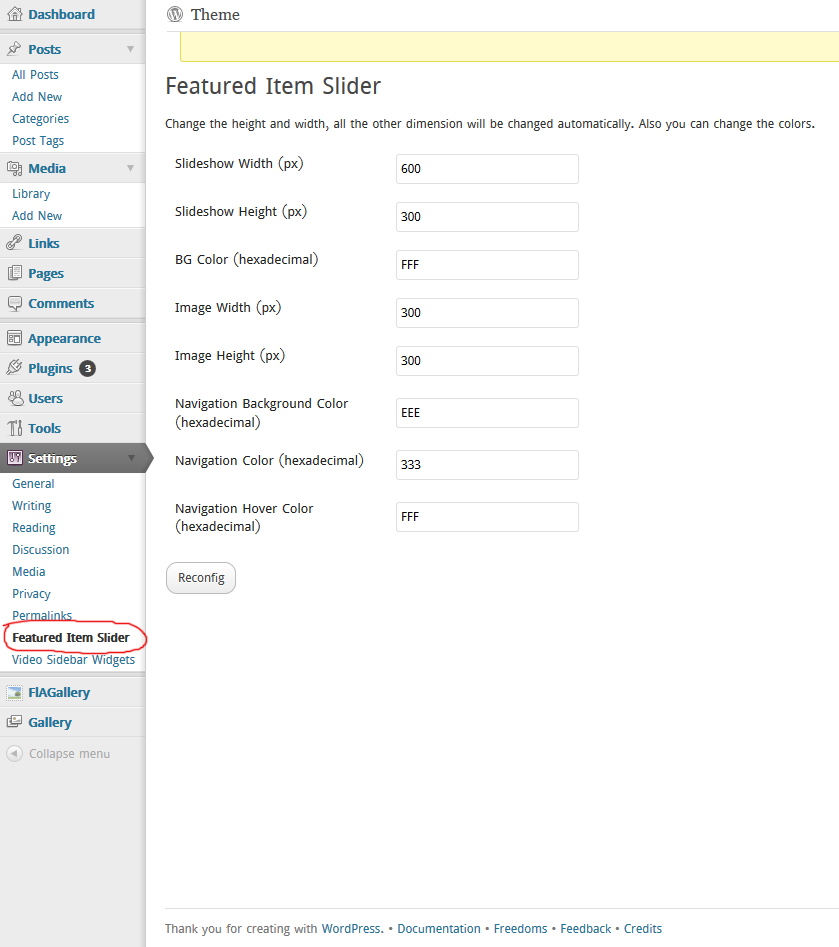 Dashboard
Posts
All Posts
Add New
Categories
Post Tags
Media
Library
Add New
Links
Pages
Comments
Appearance
Plugins 3
Users
Tools
Settings
General
Writing
Reading
Discussion
Media
Privacy
Permalinks
Featured Item Slider
Video Sidebar Widgets
FlAGallery
Gallery
Collapse menu
Theme
Featured Item Slider
Change the height and width, all the other dimension will be changed automatically. Also you can change the colors.
Slideshow Width (px) 600
Slideshow Height (px) 300
BG Color (hexadecimal) FFF
Image Width (px) 300
Image Height (px) 300
Navigation Background Color
(hexadecimal) EEE
Navigation Color (hexadecimal) 333
Navigation Hover Color
(hexadecimal) FFF
Reconfig
Thank you for creating with WordPress. • Documentation • Freedoms • Feedback • Credits